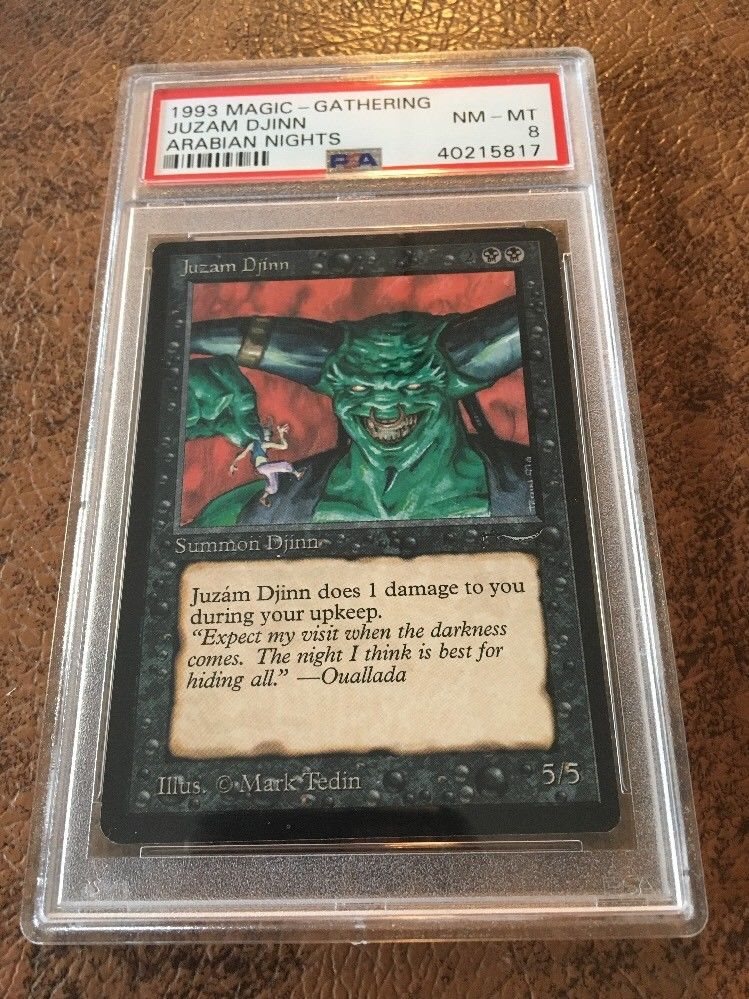 1993 MAGIC - GATHERING
JUZAM DJINN
ARABIAN NIGHTS
NM - MT
8
40215817
PSA
Juzam Djinn
2
Summon Djinn
Juzám Djinn does 1 damage to you
during your upkeep.
“Expect my visit when the darkness
comes. The night I think is best for
hiding all.” —Ouallada
Illus. © Mark Tedin
5/5